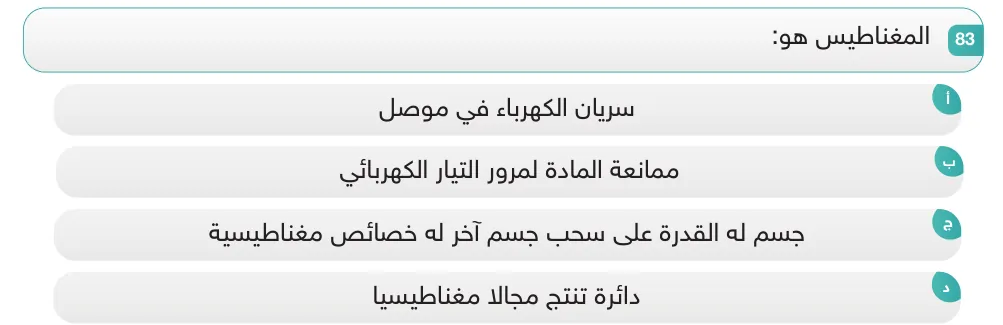 83 المغناطيس هو:
أ سريان الكهرباء في موصل
ب ممانعة المادة لمرور التيار الكهربائي
ج جسم له القدرة على سحب جسم آخر له خصائص مغناطيسية
د دائرة تنتج مجالا مغناطيسيا